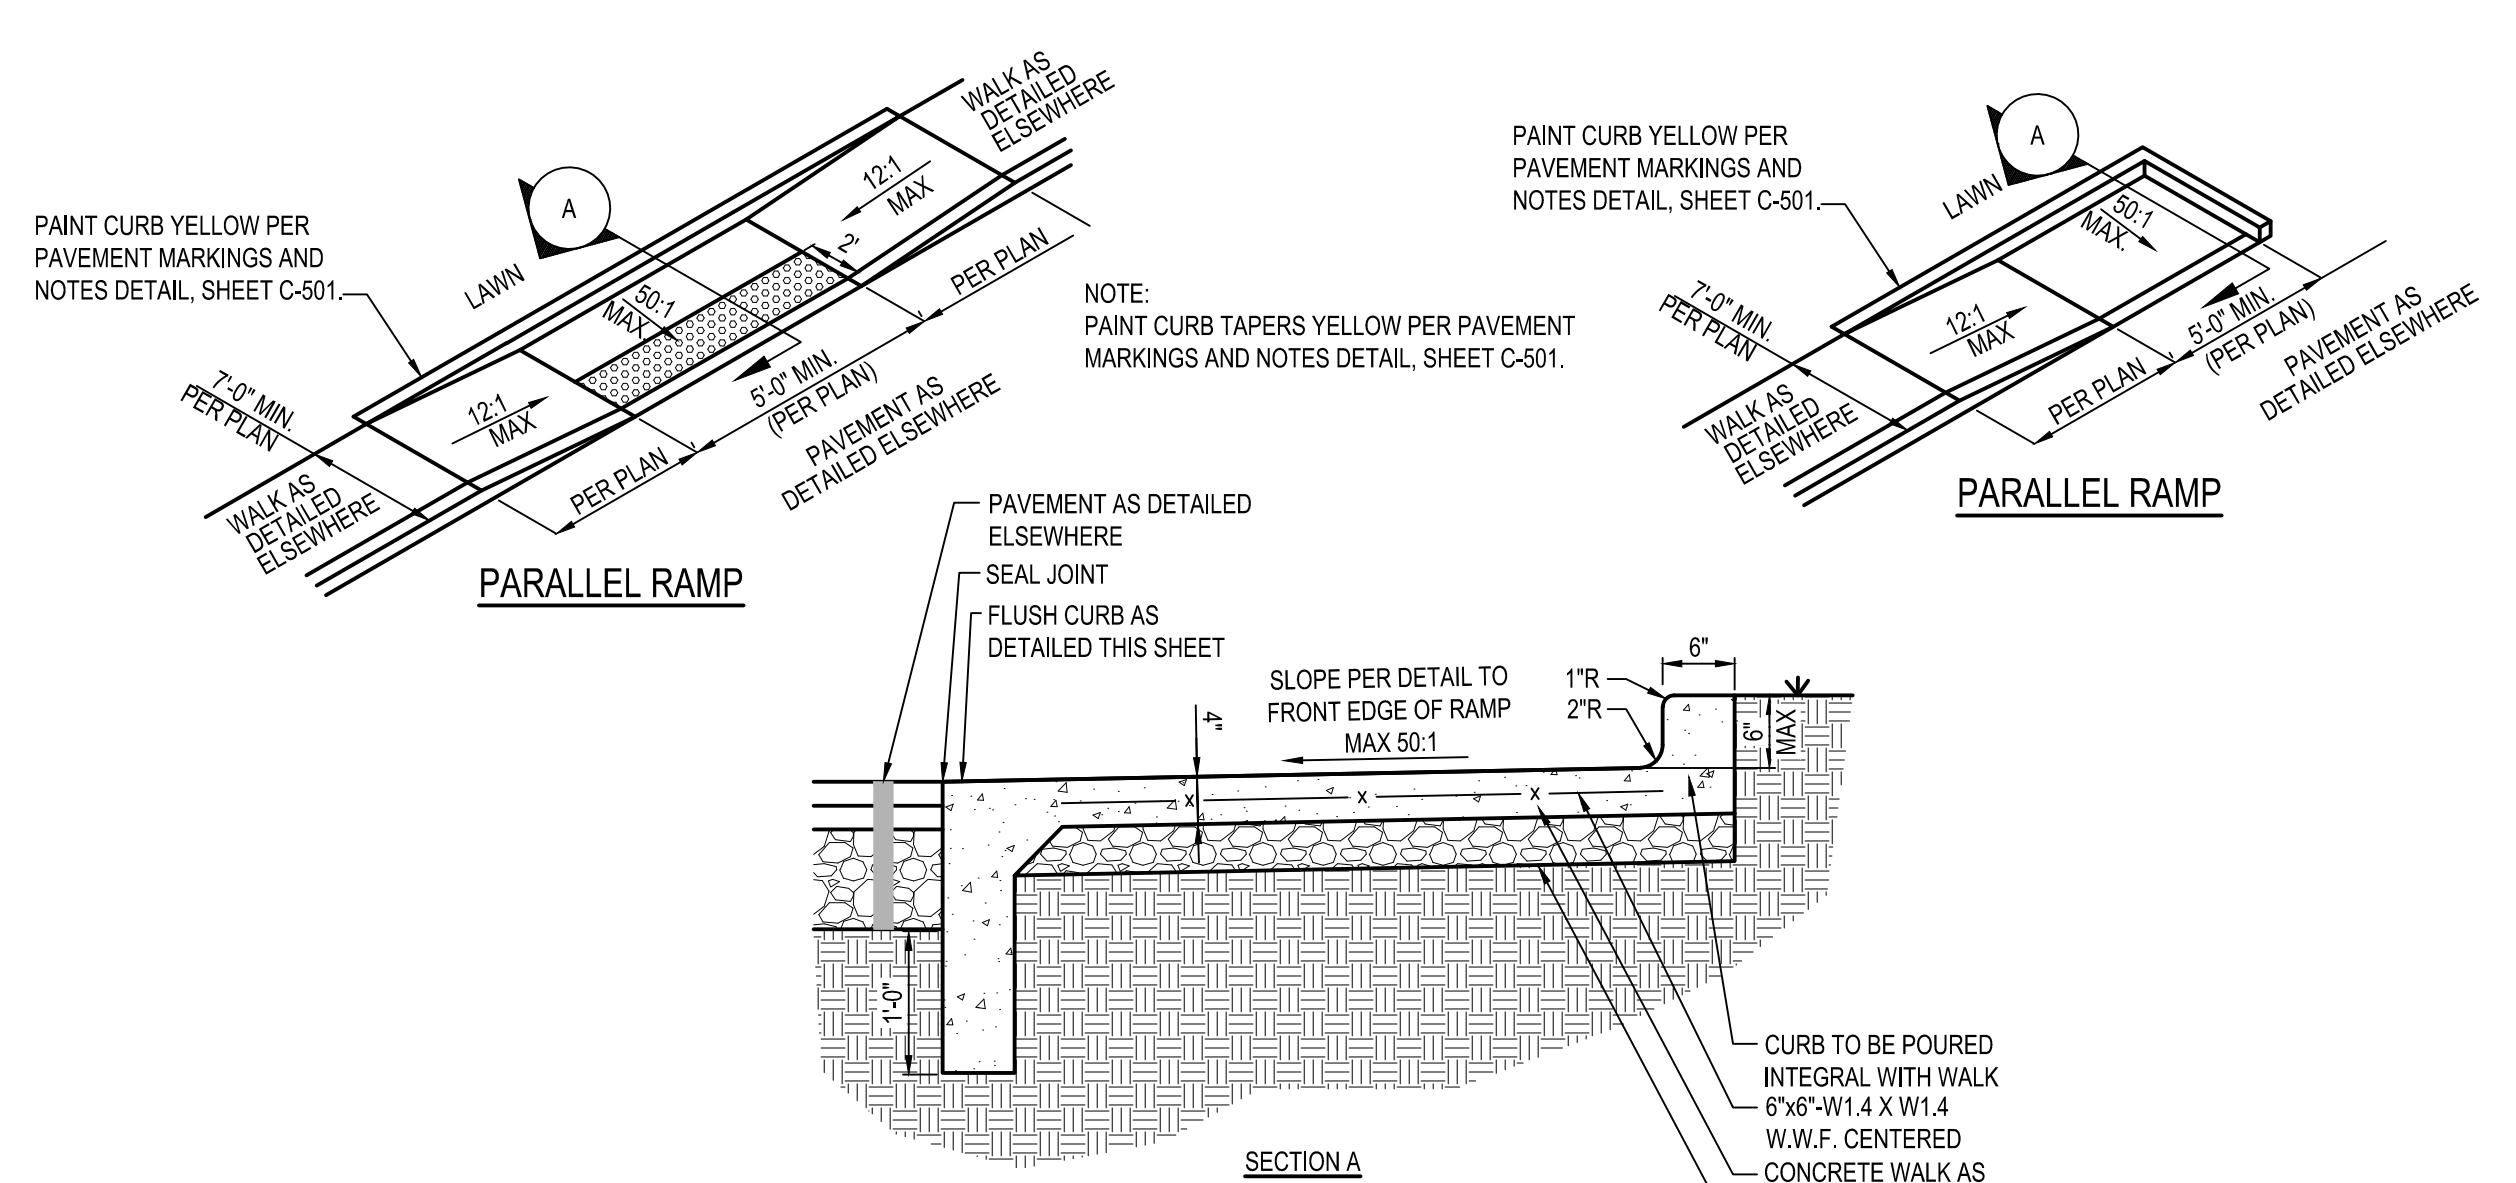 PAINT CURB YELLOW PER
PAVEMENT MARKINGS AND
NOTES DETAIL, SHEET C-501.
A
LAWN
WALK AS
DETAILED
ELSEWHERE
12:1
MAX
2'
50:1
MAX.
PER PLAN
7'-0" MIN.
PER PLAN
12:1
MAX
5'-0" MIN.
(PER PLAN)
PAVEMENT AS
DETAILED ELSEWHERE
PER PLAN
WALK AS
DETAILED
ELSEWHERE
PARALLEL RAMP
NOTE:
PAINT CURB TAPERS YELLOW PER PAVEMENT
MARKINGS AND NOTES DETAIL, SHEET C-501.
PAINT CURB YELLOW PER
PAVEMENT MARKINGS AND
NOTES DETAIL, SHEET C-501.
A
LAWN
50:1
MAX.
7'-0" MIN.
PER PLAN
12:1
MAX
5'-0" MIN.
(PER PLAN)
PAVEMENT AS
DETAILED ELSEWHERE
PER PLAN
WALK AS
DETAILED
ELSEWHERE
PARALLEL RAMP
PAVEMENT AS DETAILED
ELSEWHERE
SEAL JOINT
FLUSH CURB AS
DETAILED THIS SHEET
4"
SLOPE PER DETAIL TO
FRONT EDGE OF RAMP
MAX 50:1
1"R
2"R
6"
6"
MAX
X
X
X
1'-0"
CURB TO BE POURED
INTEGRAL WITH WALK
6"x6"-W1.4 X W1.4
W.W.F. CENTERED
CONCRETE WALK AS
SECTION A